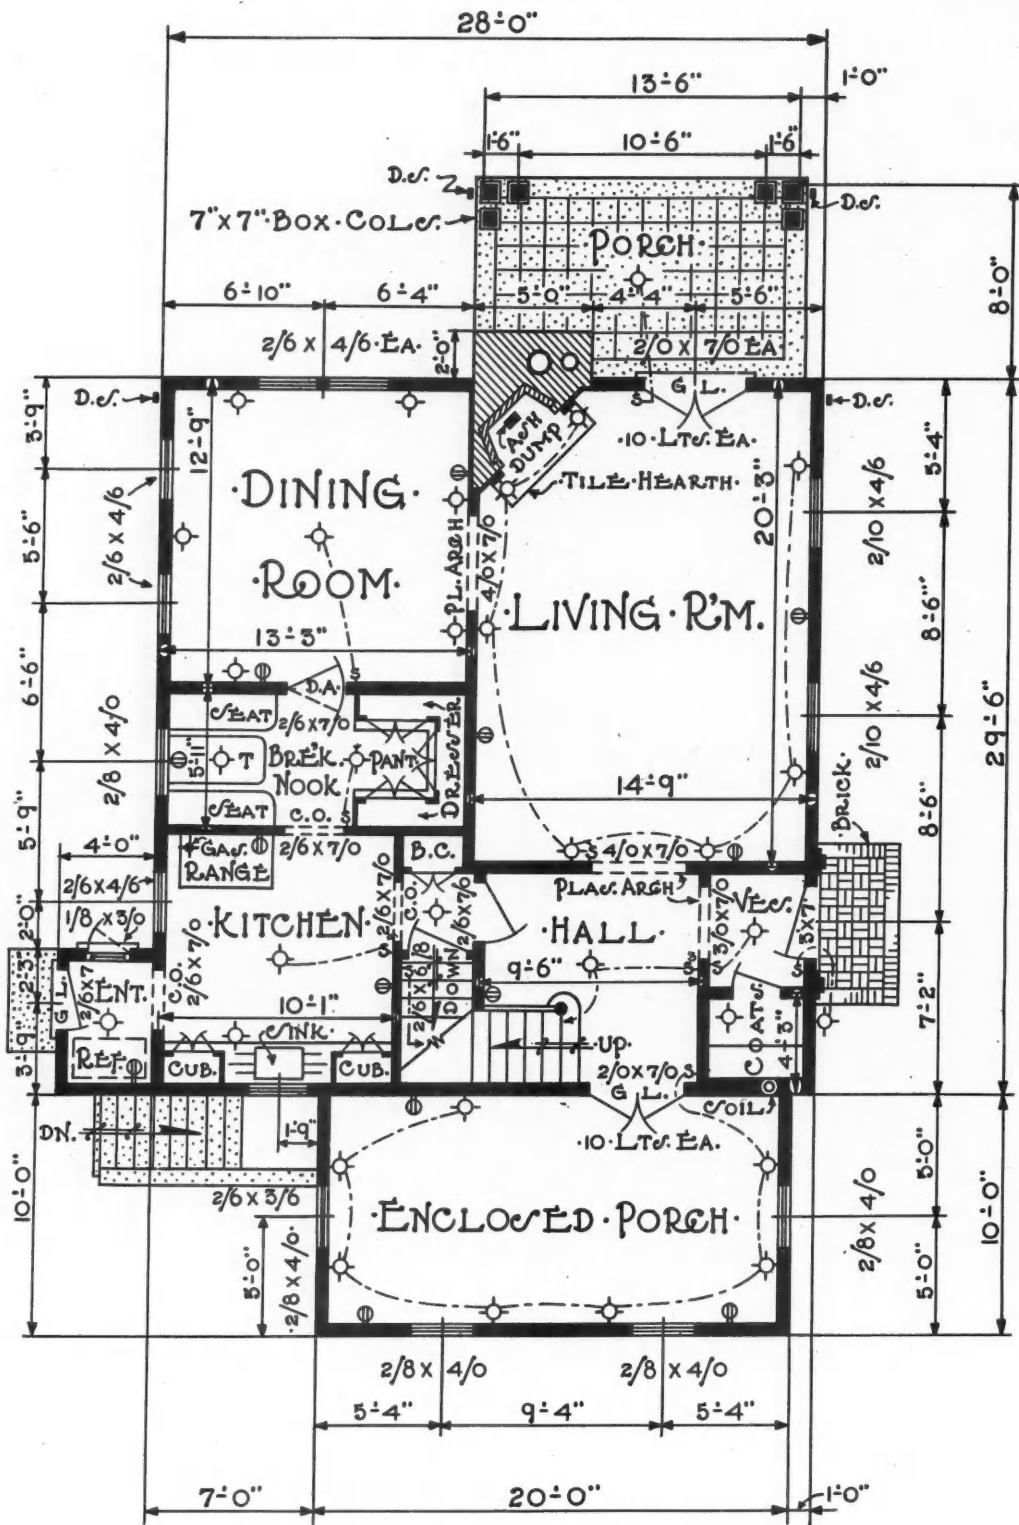 28'-0"
13'-6"
1'-0"
1'-6"
10'-6"
1'-6"
D.S.
D.S.
7"x7" BOX·COLS.
·PORCH·
8'-0"
6'-10"
6'-4"
5'-0"
4'-4"
5'-6"
2/6 x 4/6·EA.
2'-0"
2/0 x 7/0 EA.
D.S.
G L.
D.S.
3'-9"
12'-9"
ASH
DUMP
·10·LTS. EA.
20'-3"
5'-4"
·TILE·HEARTH·
·DINING·
2/6 x 4/6
2/10 x 4/6
5'-6"
PL. ARCH
4/0 x 7/0
·ROOM·
·LIVING·R'M.
8'-6"
13'-3"
29'-6"
6'-6"
D.A.
SEAT
2/6 x 7/0
2/8 x 4/0
DRESSER
2/10 x 4/6
T
5'-11"
BRE'K
NOOK
PANT.
C.O.
SEAT
14'-9"
BRICK·
5'-9"
8'-6"
4'-0"
GAS
RANGE
2/6 x 7/0
B.C.
S 4/0 x 7/0
PLAS. ARCH
2/6 x 4/6
1/8 x 3/0
·KITCHEN·
2/6 x 7/0
C.O.
2/6 x 7/0
·HALL·
VES.
3/0 x 7/0
3 x 7
2'-0"
2'-3"
G L.
2/6 x 7
ENT.
C.O.
2/6 x 7/0
2/6 x 6/8
DOWN
9'-6"
10'-1"
7'-2"
3'-9"
REF.
SINK
CUB.
CUB.
UP
COATS
4'-3"
2/0 x 7/0 S
G L.
SOIL
DN.
1'-9"
·10·LTS. EA.
10'-0"
2/6 x 3/6
·ENCLOSED·PORCH·
5'-0"
2/8 x 4/0
10'-0"
5'-0"
·2/8 x 4/0·
5'-0"
2/8 x 4/0
2/8 x 4/0
5'-4"
9'-4"
5'-4"
7'-0"
20'-0"
1'-0"